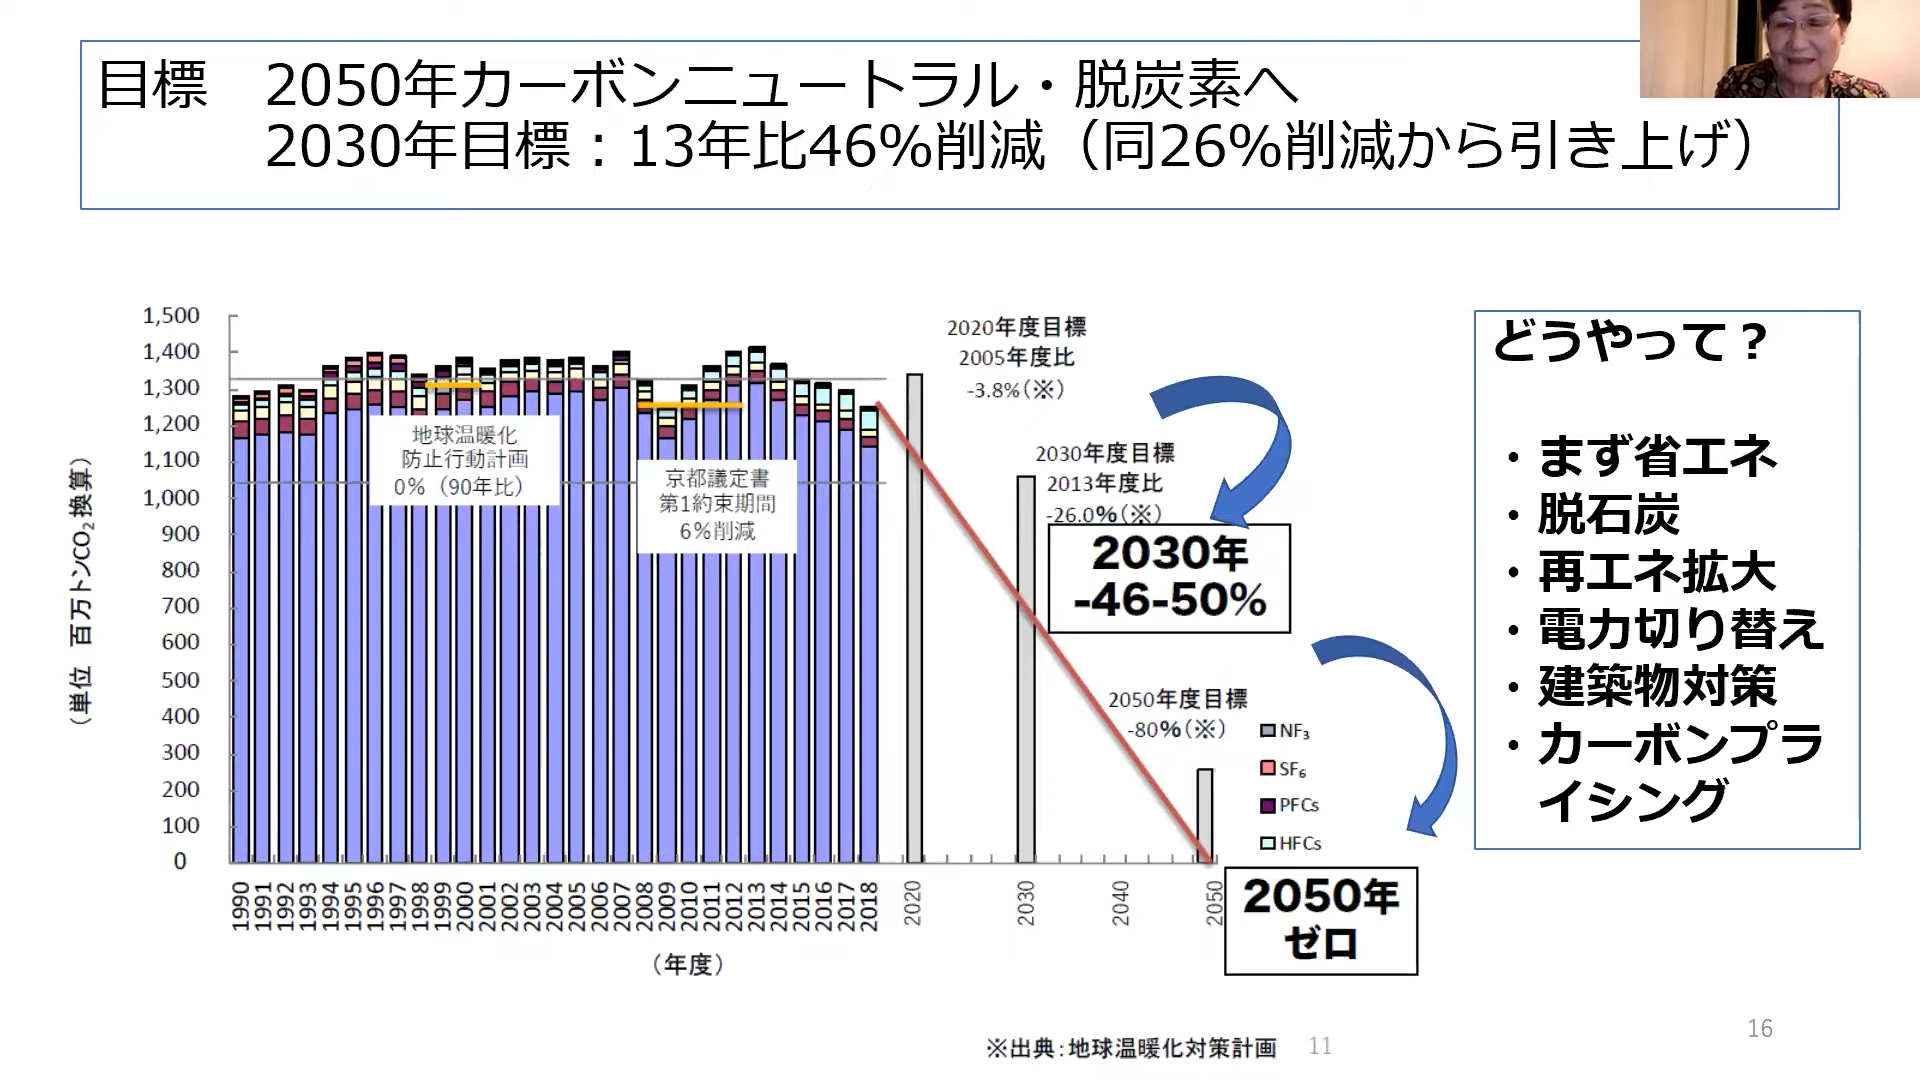 目標　2050年カーボンニュートラル・脱炭素へ
2030年目標：13年比46%削減（同26%削減から引き上げ）
（単位　百万トンCO₂換算）
1,500
1,400
1,300
1,200
1,100
1,000
900
800
700
600
500
400
300
200
100
0
地球温暖化
防止行動計画
0%（90年比）
京都議定書
第1約束期間
6%削減
2020年度目標
2005年度比
-3.8%(※)
2030年度目標
2013年度比
-26.0%(※)
2030年
-46-50%
2050年度目標
-80%(※)
NF₃
SF₆
PFCs
HFCs
2050年
ゼロ
1990
1991
1992
1993
1994
1995
1996
1997
1998
1999
2000
2001
2002
2003
2004
2005
2006
2007
2008
2009
2010
2011
2012
2013
2014
2015
2016
2017
2018
2020
2030
2040
2050
（年度）
どうやって？
・まず省エネ
・脱石炭
・再エネ拡大
・電力切り替え
・建築物対策
・カーボンプラ
イシング
※出典：地球温暖化対策計画
11
16